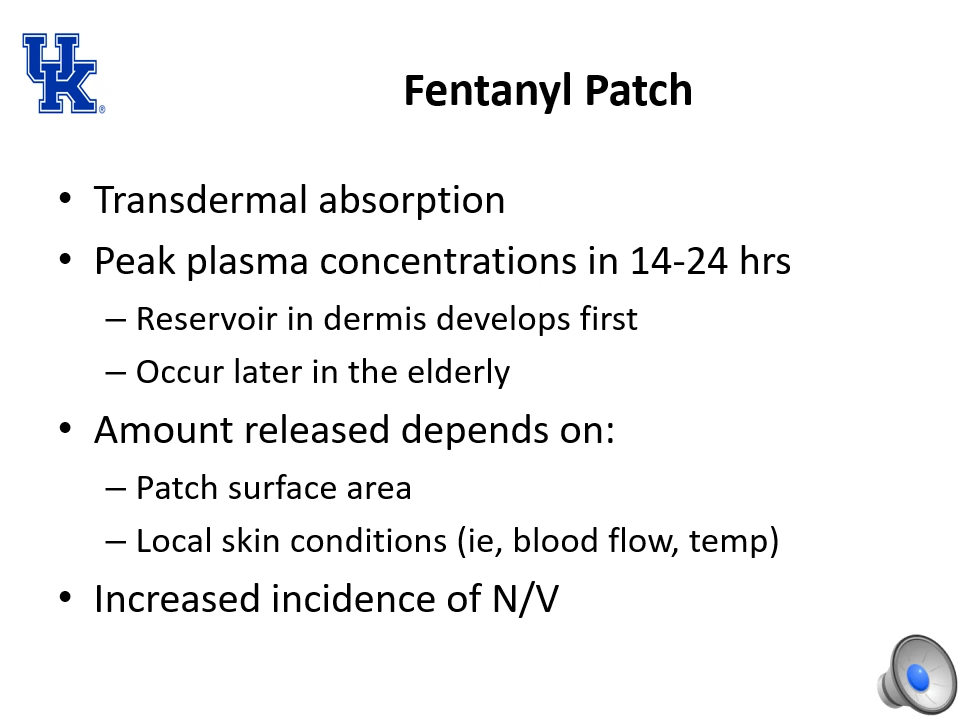 UK®
Fentanyl Patch
• Transdermal absorption
• Peak plasma concentrations in 14-24 hrs
– Reservoir in dermis develops first
– Occur later in the elderly
• Amount released depends on:
– Patch surface area
– Local skin conditions (ie, blood flow, temp)
• Increased incidence of N/V